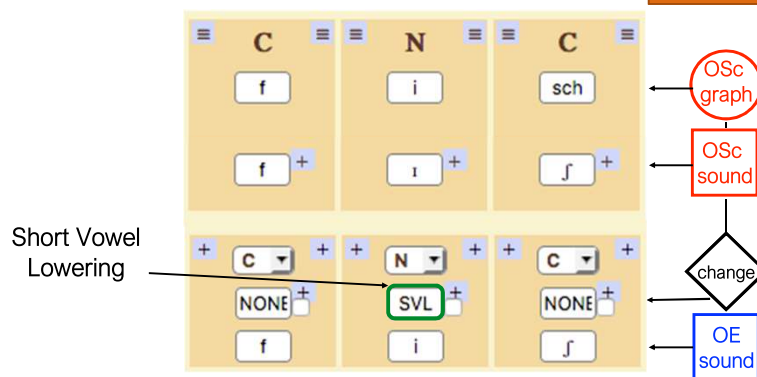 ≡ C ≡ ≡ N ≡ ≡ C ≡
f i sch
OSc
graph
f + ɪ + ʃ +
OSc
sound
Short Vowel
Lowering
+ C + + N + + C +
change
NONE + SVL + NONE +
f i ʃ
OE
sound